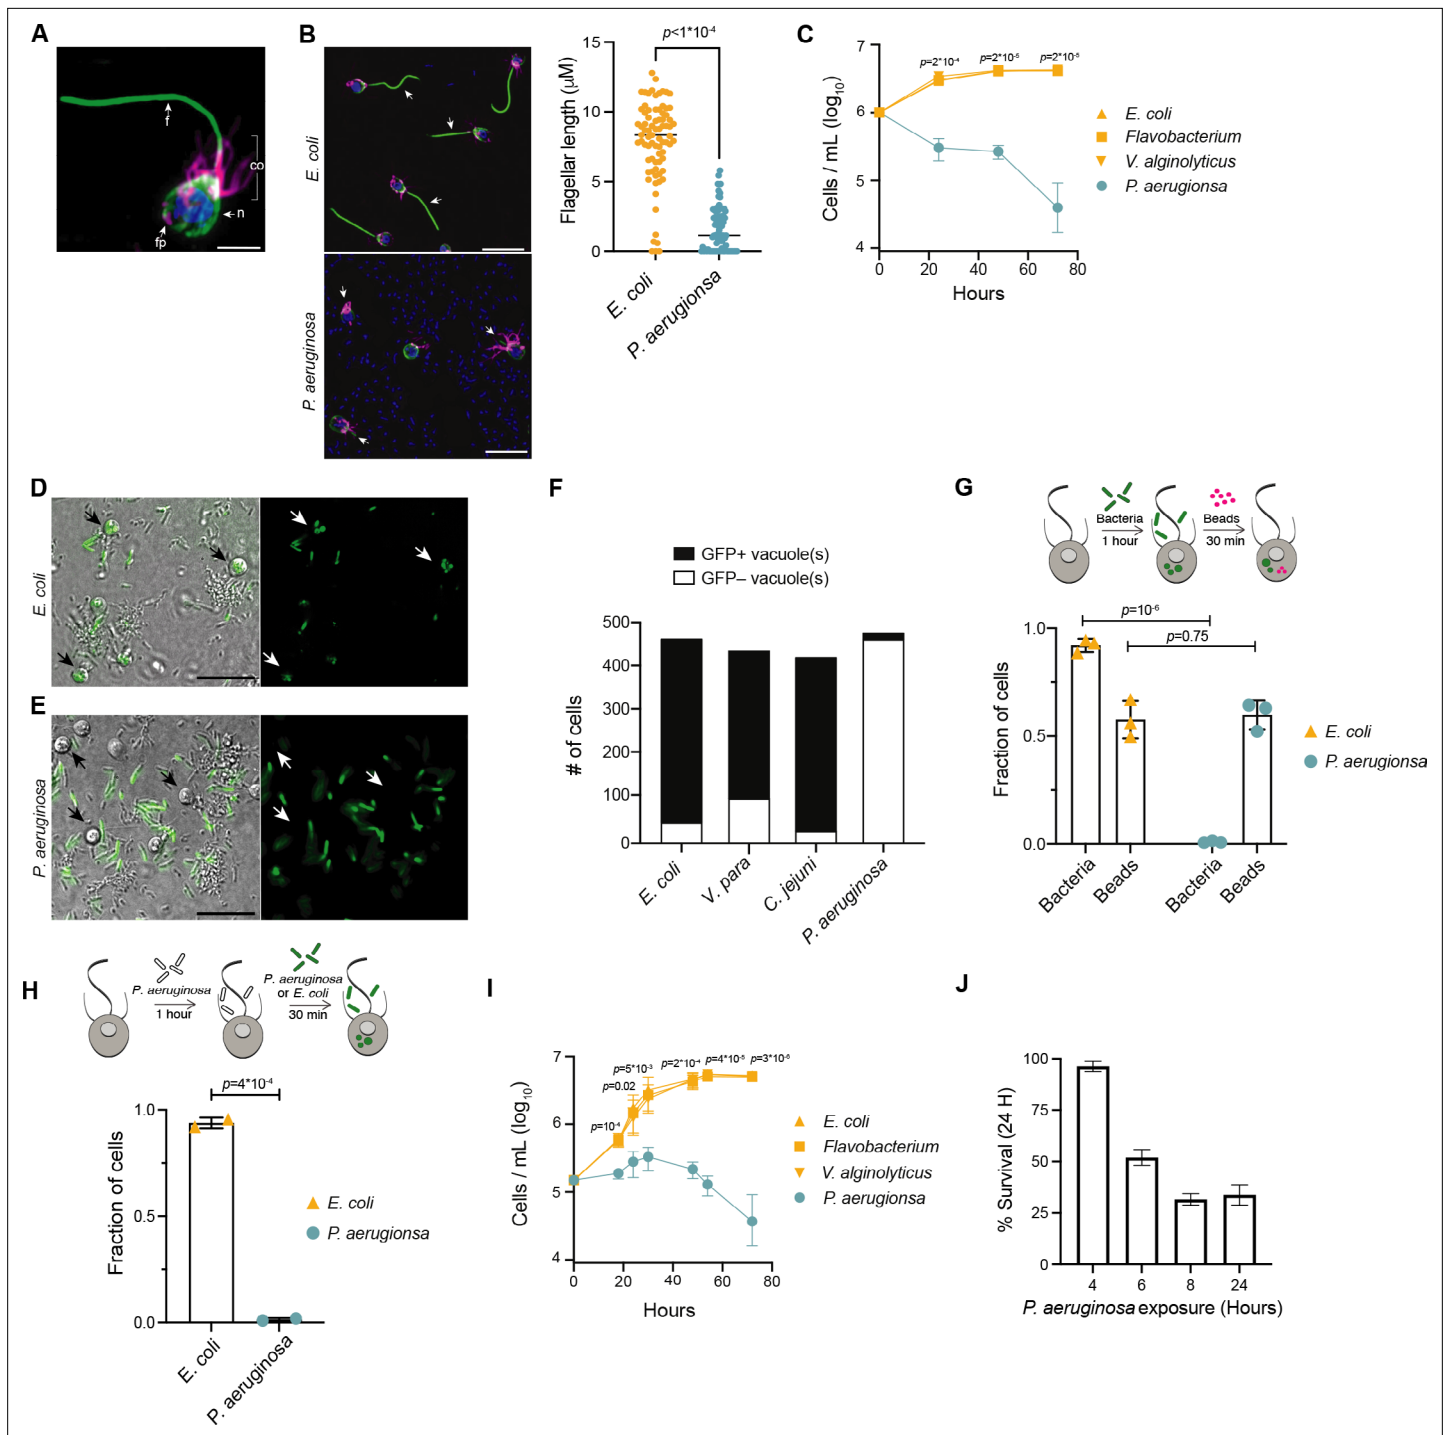 A
f
co
n
fp
B
E. coli
P. aeruginosa
p<1*10-4
Flagellar length (µM)
15
10
5
0
E. coli
P. aerugionsa
C
Cells / mL (log10)
7
6
5
4
p=2*10-4
p=2*10-5
p=2*10-5
0
20
40
60
80
Hours
E. coli
Flavobacterium
V. alginolyticus
P. aerugionsa
D
E. coli
E
P. aeruginosa
F
GFP+ vacuole(s)
GFP– vacuole(s)
# of cells
500
400
300
200
100
0
E. coli
V. para
C. jejuni
P. aeruginosa
G
Bacteria
1 hour
Beads
30 min
p=10-6
p=0.75
Fraction of cells
1.0
0.5
0.0
Bacteria
Beads
Bacteria
Beads
E. coli
P. aerugionsa
H
P. aeruginosa
1 hour
P. aeruginosa
or E. coli
30 min
p=4*10-4
Fraction of cells
1.0
0.5
0.0
E. coli
P. aeruginosa
E. coli
P. aerugionsa
I
Cells / mL (log10)
7
6
5
4
p=10-4
p=0.02
p=5*10-3
p=2*10-4
p=4*10-5
p=3*10-6
0
20
40
60
80
Hours
E. coli
Flavobacterium
V. alginolyticus
P. aerugionsa
J
% Survival (24 H)
100
75
50
25
0
4
6
8
24
P. aeruginosa exposure (Hours)